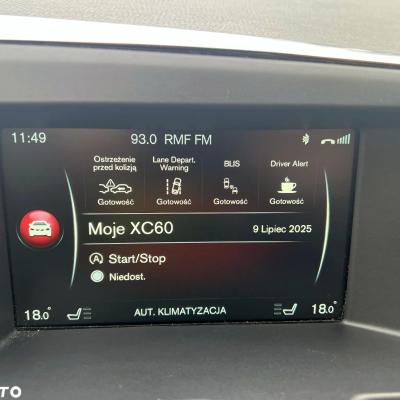 11:49 93.0 RMF FM
Ostrzeżenie przed kolizją
Gotowość
Lane Depart. Warning
Gotowość
BLIS
Gotowość
Driver Alert
Gotowość
Moje XC60 9 Lipiec 2025
Start/Stop
Niedost.
18.0 AUT. KLIMATYZACJA 18.0